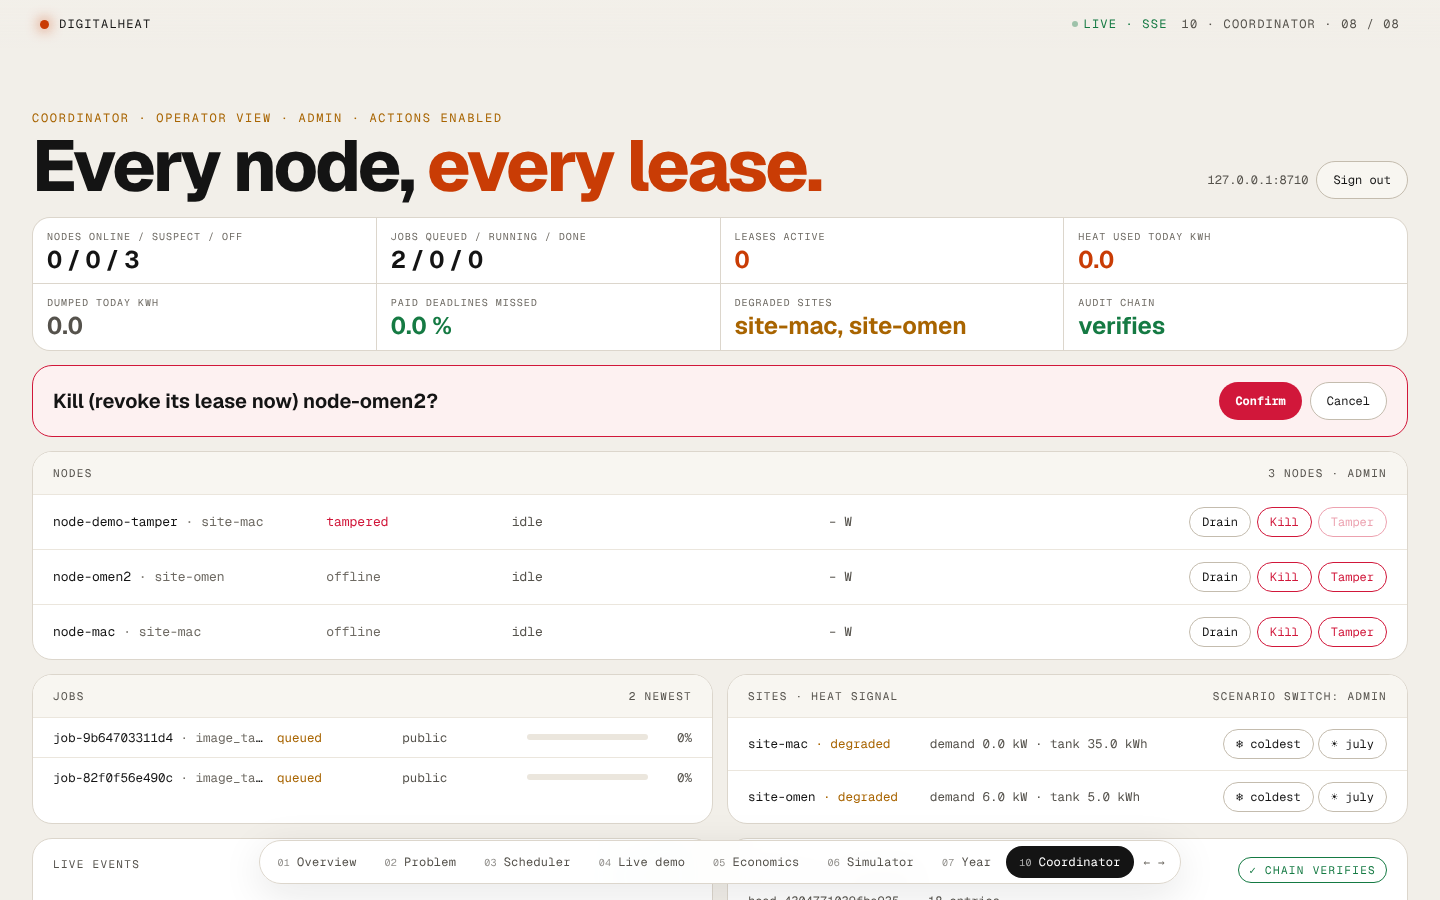 DIGITALHEAT
LIVE · SSE 10 · COORDINATOR · 08 / 08
COORDINATOR · OPERATOR VIEW · ADMIN · ACTIONS ENABLED
Every node, every lease.
127.0.0.1:8710 Sign out
NODES ONLINE / SUSPECT / OFF
0 / 0 / 3
JOBS QUEUED / RUNNING / DONE
2 / 0 / 0
LEASES ACTIVE
0
HEAT USED TODAY KWH
0.0
DUMPED TODAY KWH
0.0
PAID DEADLINES MISSED
0.0 %
DEGRADED SITES
site-mac, site-omen
AUDIT CHAIN
verifies
Kill (revoke its lease now) node-omen2?
Confirm Cancel
NODES 3 NODES · ADMIN
node-demo-tamper · site-mac tampered idle – W Drain Kill Tamper
node-omen2 · site-omen offline idle – W Drain Kill Tamper
node-mac · site-mac offline idle – W Drain Kill Tamper
JOBS 2 NEWEST
job-9b64703311d4 · image_ta… queued public 0%
job-82f0f56e490c · image_ta… queued public 0%
SITES · HEAT SIGNAL SCENARIO SWITCH: ADMIN
site-mac · degraded demand 0.0 kW · tank 35.0 kWh ❄ coldest ☀ july
site-omen · degraded demand 6.0 kW · tank 5.0 kWh ❄ coldest ☀ july
LIVE EVENTS
✓ CHAIN VERIFIES
01 Overview 02 Problem 03 Scheduler 04 Live demo 05 Economics 06 Simulator 07 Year 10 Coordinator ← →